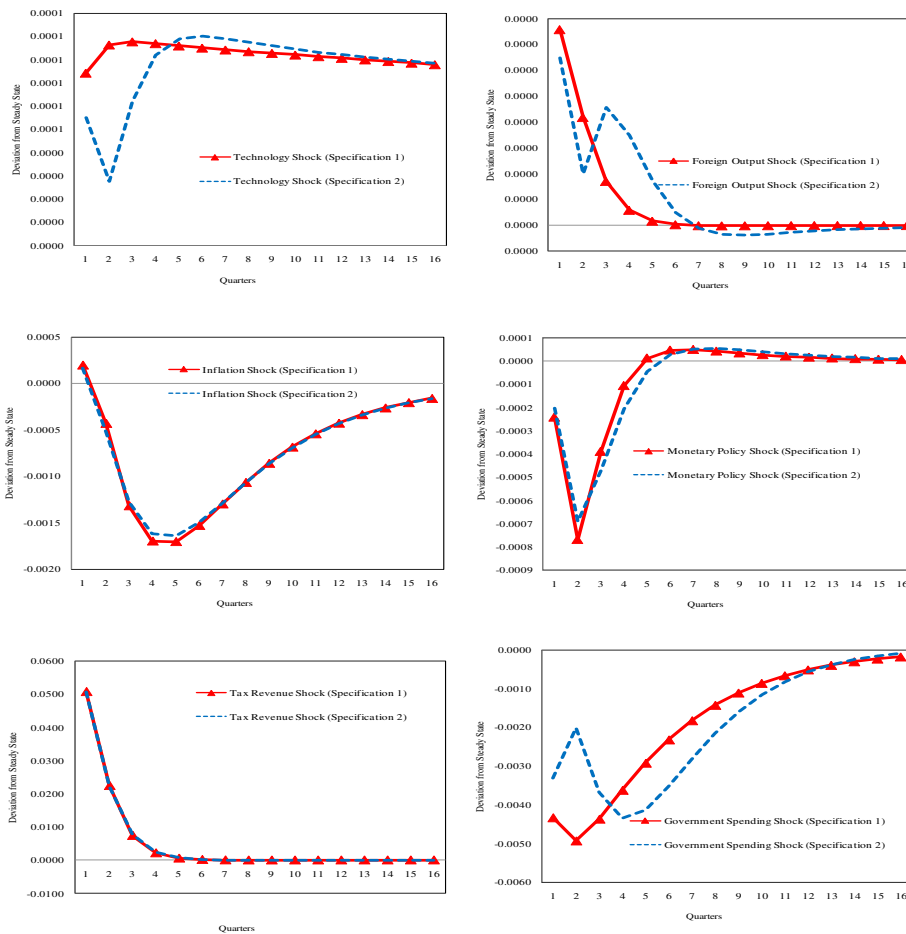 0.0001
0.0001
0.0001
0.0001
0.0001
0.0000
0.0000
0.0000
0.0000
0.0000
Deviation from Steady State
Technology Shock (Specification 1)
Technology Shock (Specification 2)
1 2 3 4 5 6 7 8 9 10 11 12 13 14 15 16
Quarters
0.0000
0.0000
0.0000
0.0000
0.0000
0.0000
0.0000
0.0000
0.0000
0.0000
Deviation from Steady State
Foreign Output Shock (Specification 1)
Foreign Output Shock (Specification 2)
1 2 3 4 5 6 7 8 9 10 11 12 13 14 15 1
Quarters
0.0005
0.0000
-0.0005
-0.0010
-0.0015
-0.0020
Deviation from Steady State
Inflation Shock (Specification 1)
Inflation Shock (Specification 2)
1 2 3 4 5 6 7 8 9 10 11 12 13 14 15 16
Quarters
0.0001
0.0000
-0.0001
-0.0002
-0.0003
-0.0004
-0.0005
-0.0006
-0.0007
-0.0008
-0.0009
Deviation from Steady State
Monetary Policy Shock (Specification 1)
Monetary Policy Shock (Specification 2)
1 2 3 4 5 6 7 8 9 10 11 12 13 14 15 16
Quarters
0.0600
0.0500
0.0400
0.0300
0.0200
0.0100
0.0000
-0.0100
Deviation from Steady State
Tax Revenue Shock (Specification 1)
Tax Revenue Shock (Specification 2)
1 2 3 4 5 6 7 8 9 10 11 12 13 14 15 16
Quarters
0.0000
-0.0010
-0.0020
-0.0030
-0.0040
-0.0050
-0.0060
Deviation from Steady State
Government Spending Shock (Specification 1)
Government Spending Shock (Specification 2)
1 2 3 4 5 6 7 8 9 10 11 12 13 14 15 16
Quarters